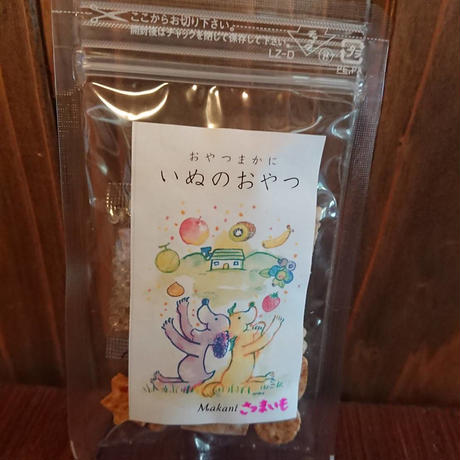 ここからお切り下さい。
開封後はチャックを閉じて保存して下さい。
LZ-D
プラ
おやつまかに
いぬのおやつ
Makani さつまいも